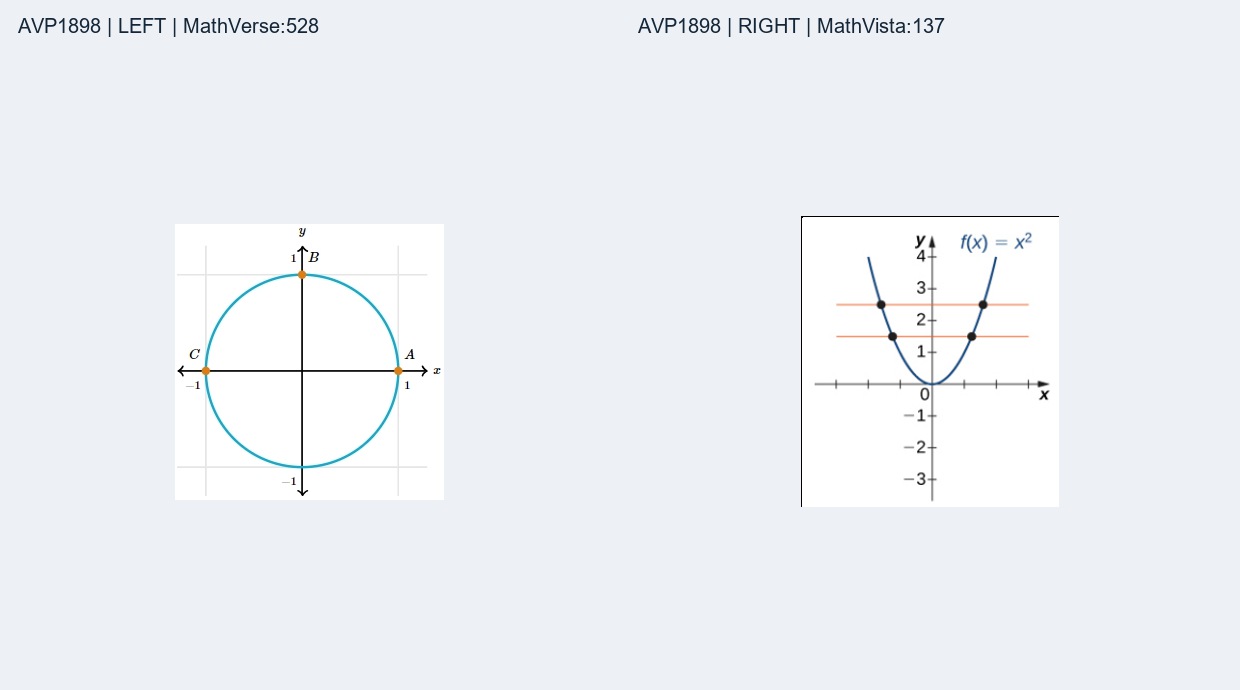 AVP1898 | LEFT | MathVerse:528
y
1 B
C A
x
−1 1
−1
AVP1898 | RIGHT | MathVista:137
y f(x) = x²
4
3
2
1
0
x
−1
−2
−3